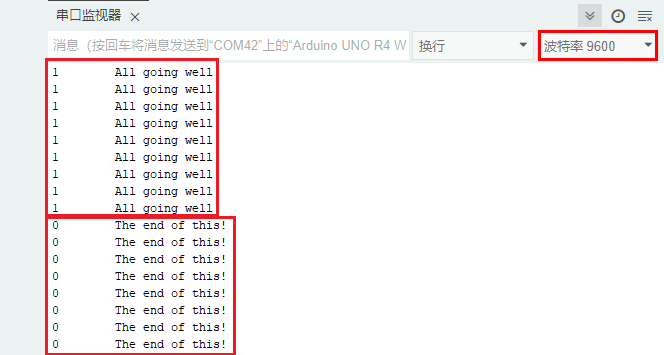 串口监视器
消息（按回车将消息发送到“COM42”上的“Arduino UNO R4 W
换行
波特率 9600
1 All going well
1 All going well
1 All going well
1 All going well
1 All going well
1 All going well
1 All going well
1 All going well
1 All going well
0 The end of this!
0 The end of this!
0 The end of this!
0 The end of this!
0 The end of this!
0 The end of this!
0 The end of this!
0 The end of this!